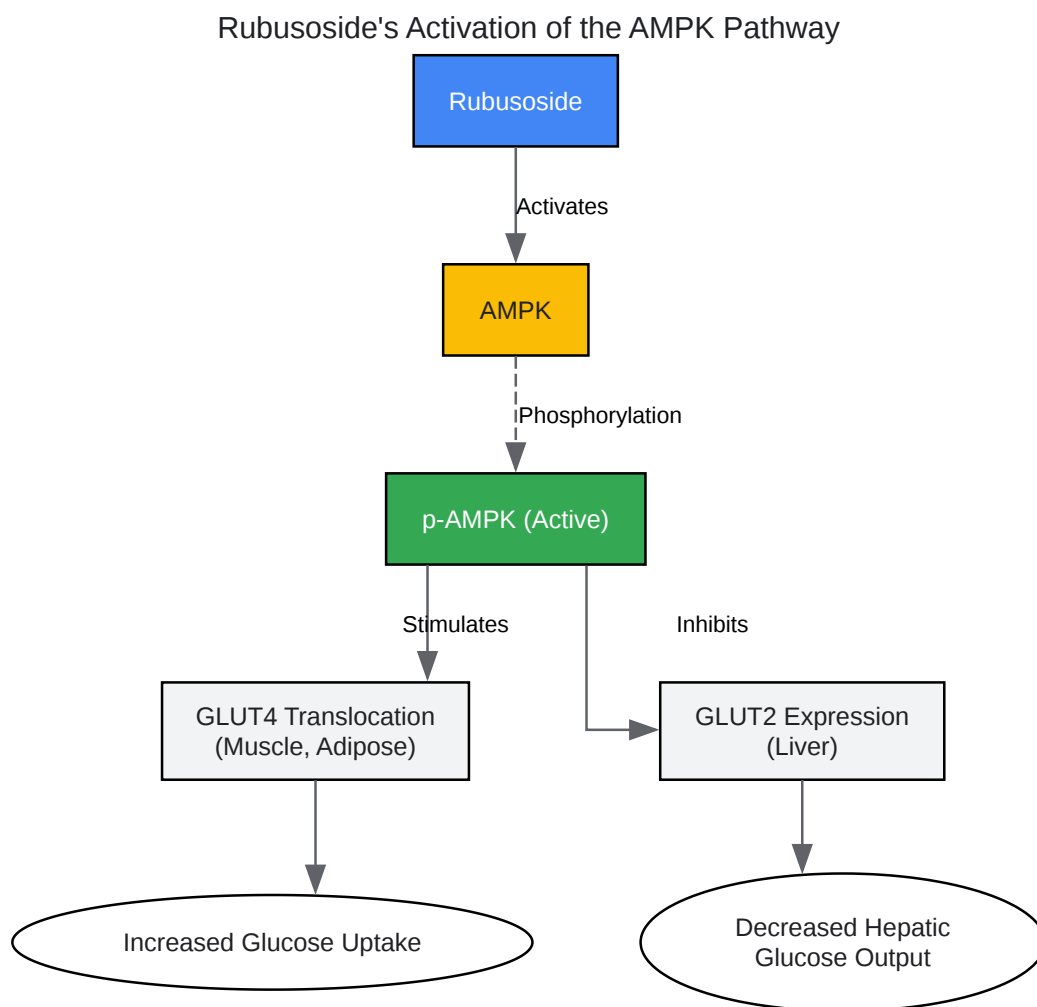 Rubusoside's Activation of the AMPK Pathway
Rubusoside
Activates
AMPK
Phosphorylation
p-AMPK (Active)
Stimulates
Inhibits
GLUT4 Translocation
(Muscle, Adipose)
GLUT2 Expression
(Liver)
Increased Glucose Uptake
Decreased Hepatic
Glucose Output